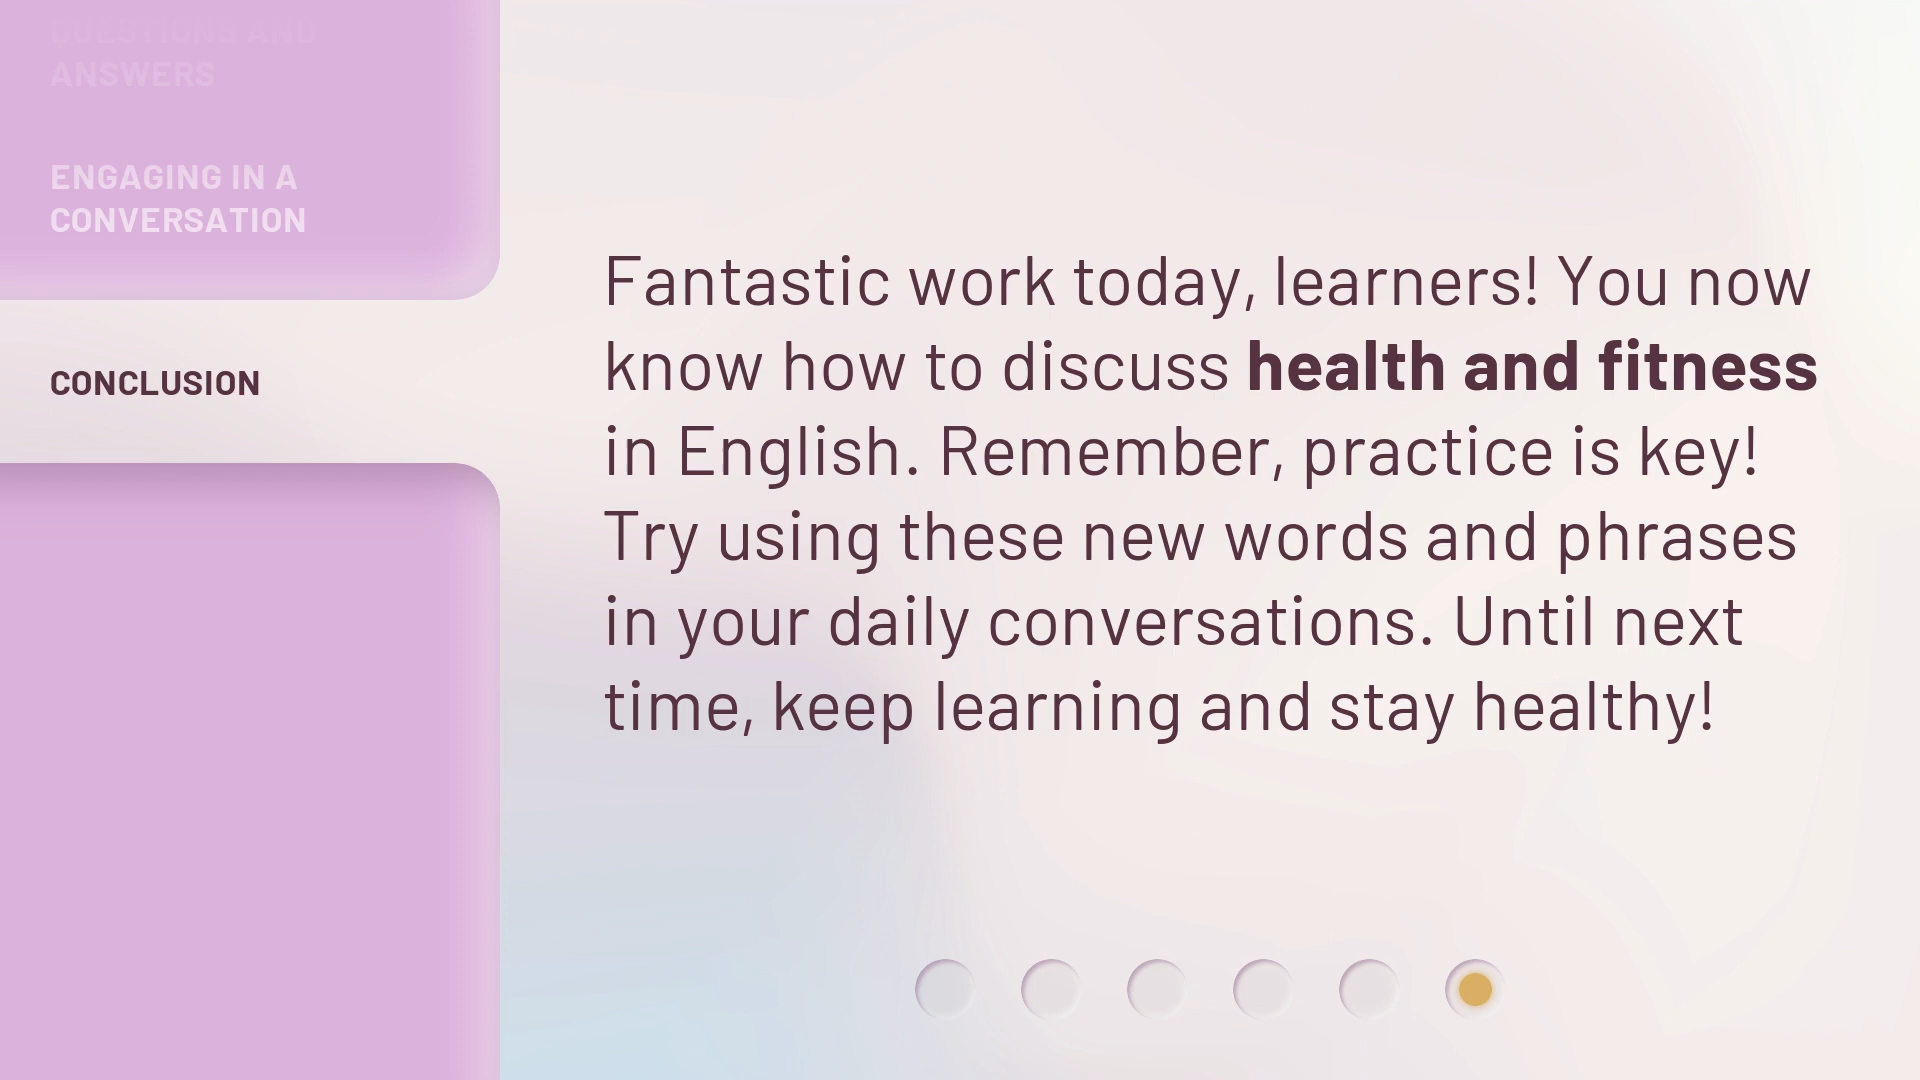 QUESTIONS AND
ANSWERS
ENGAGING IN A
CONVERSATION
CONCLUSION
Fantastic work today, learners! You now
know how to discuss health and fitness
in English. Remember, practice is key!
Try using these new words and phrases
in your daily conversations. Until next
time, keep learning and stay healthy!